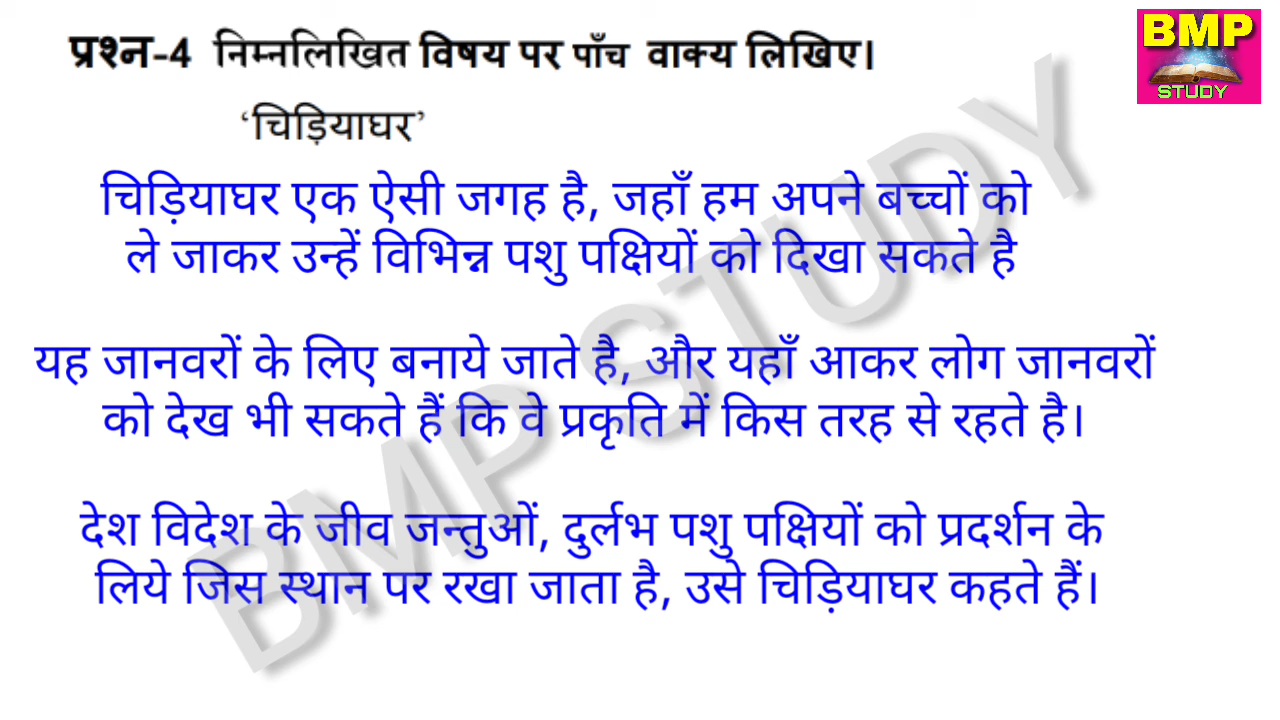 प्रश्न-4 निम्नलिखित विषय पर पाँच वाक्य लिखिए।
BMP
STUDY
‘चिड़ियाघर’
चिड़ियाघर एक ऐसी जगह है, जहाँ हम अपने बच्चों को
ले जाकर उन्हें विभिन्न पशु पक्षियों को दिखा सकते है
यह जानवरों के लिए बनाये जाते है, और यहाँ आकर लोग जानवरों
को देख भी सकते हैं कि वे प्रकृति में किस तरह से रहते है।
देश विदेश के जीव जन्तुओं, दुर्लभ पशु पक्षियों को प्रदर्शन के
लिये जिस स्थान पर रखा जाता है, उसे चिड़ियाघर कहते हैं।
BMP STUDY